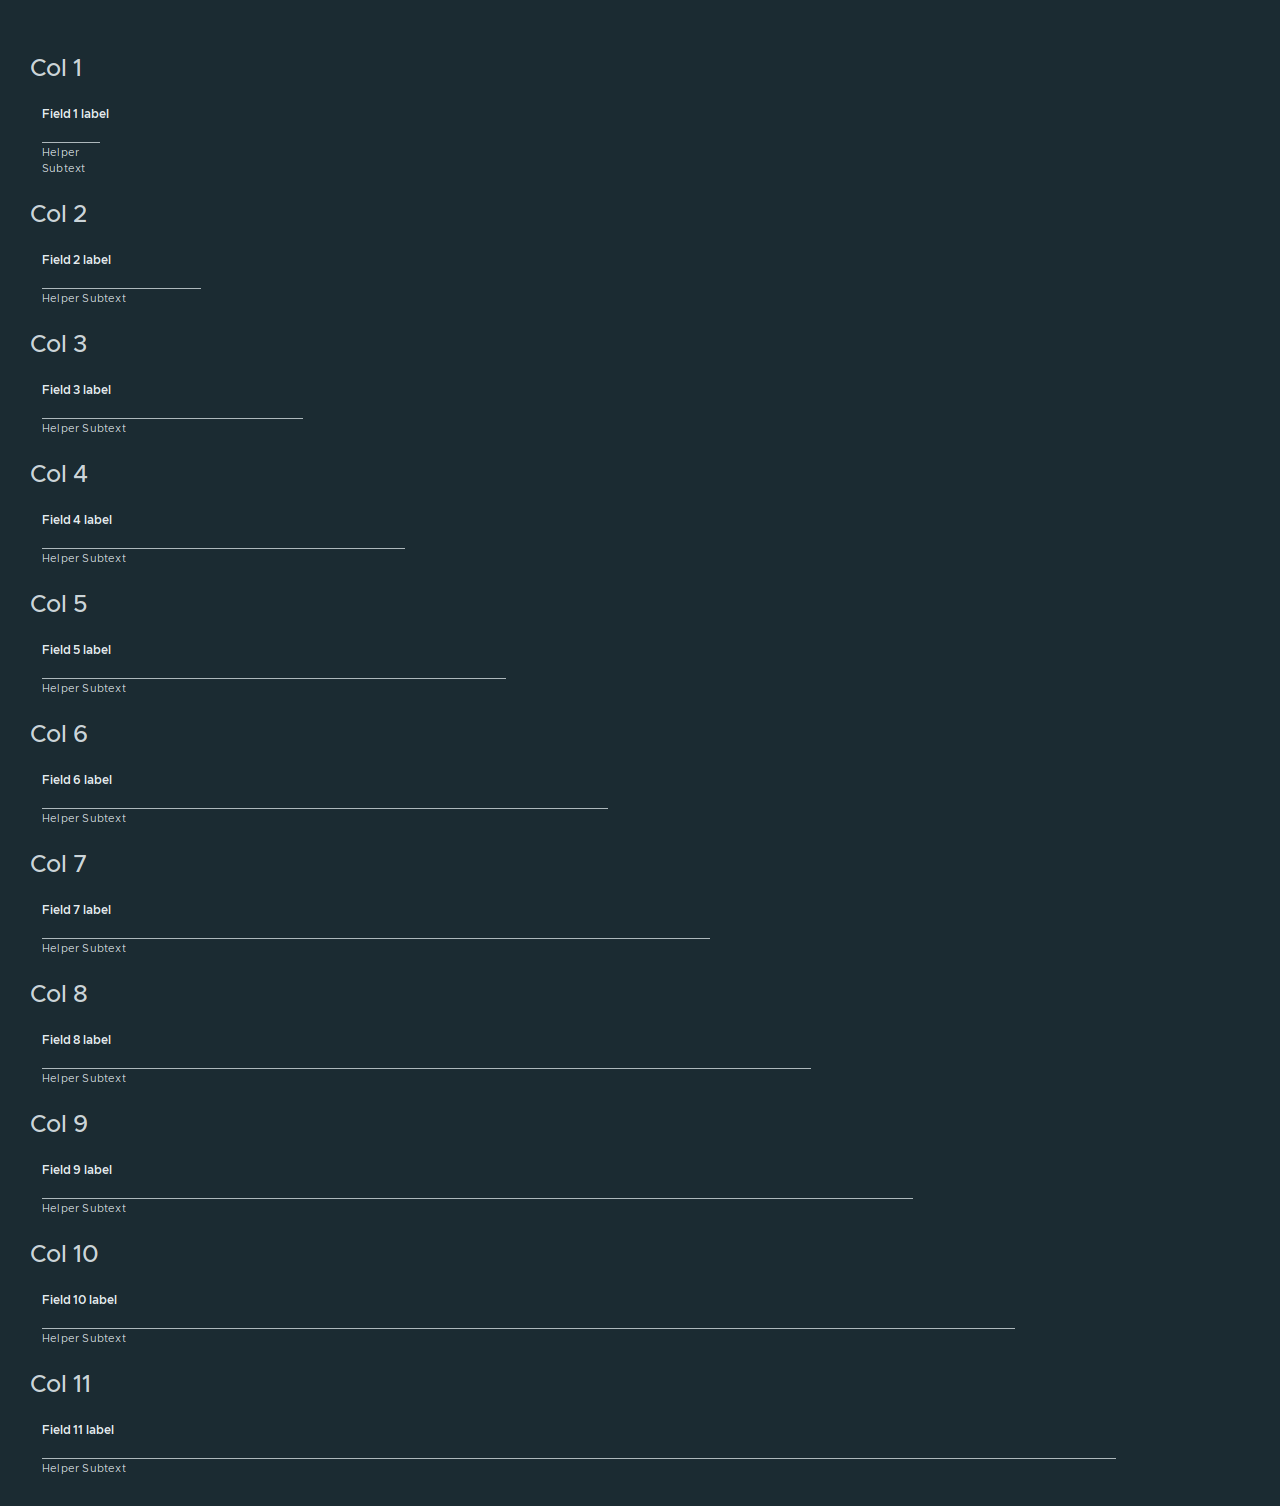 Col 1
Field 1 label
Helper
Subtext
Col 2
Field 2 label
Helper Subtext
Col 3
Field 3 label
Helper Subtext
Col 4
Field 4 label
Helper Subtext
Col 5
Field 5 label
Helper Subtext
Col 6
Field 6 label
Helper Subtext
Col 7
Field 7 label
Helper Subtext
Col 8
Field 8 label
Helper Subtext
Col 9
Field 9 label
Helper Subtext
Col 10
Field 10 label
Helper Subtext
Col 11
Field 11 label
Helper Subtext